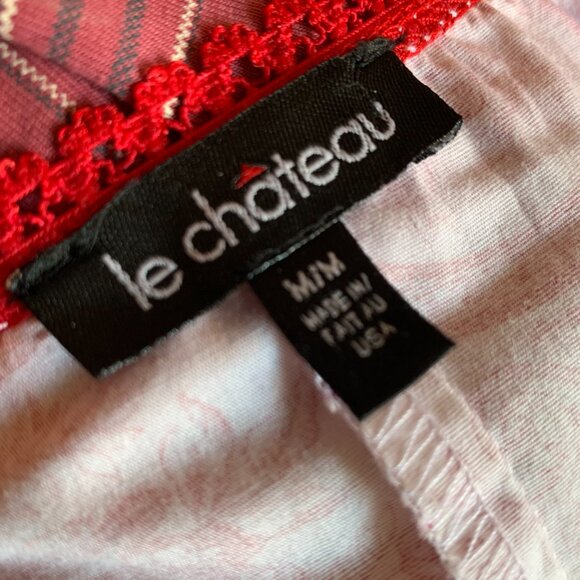 le château
M/M
MADE IN/
FAIT AU
USA